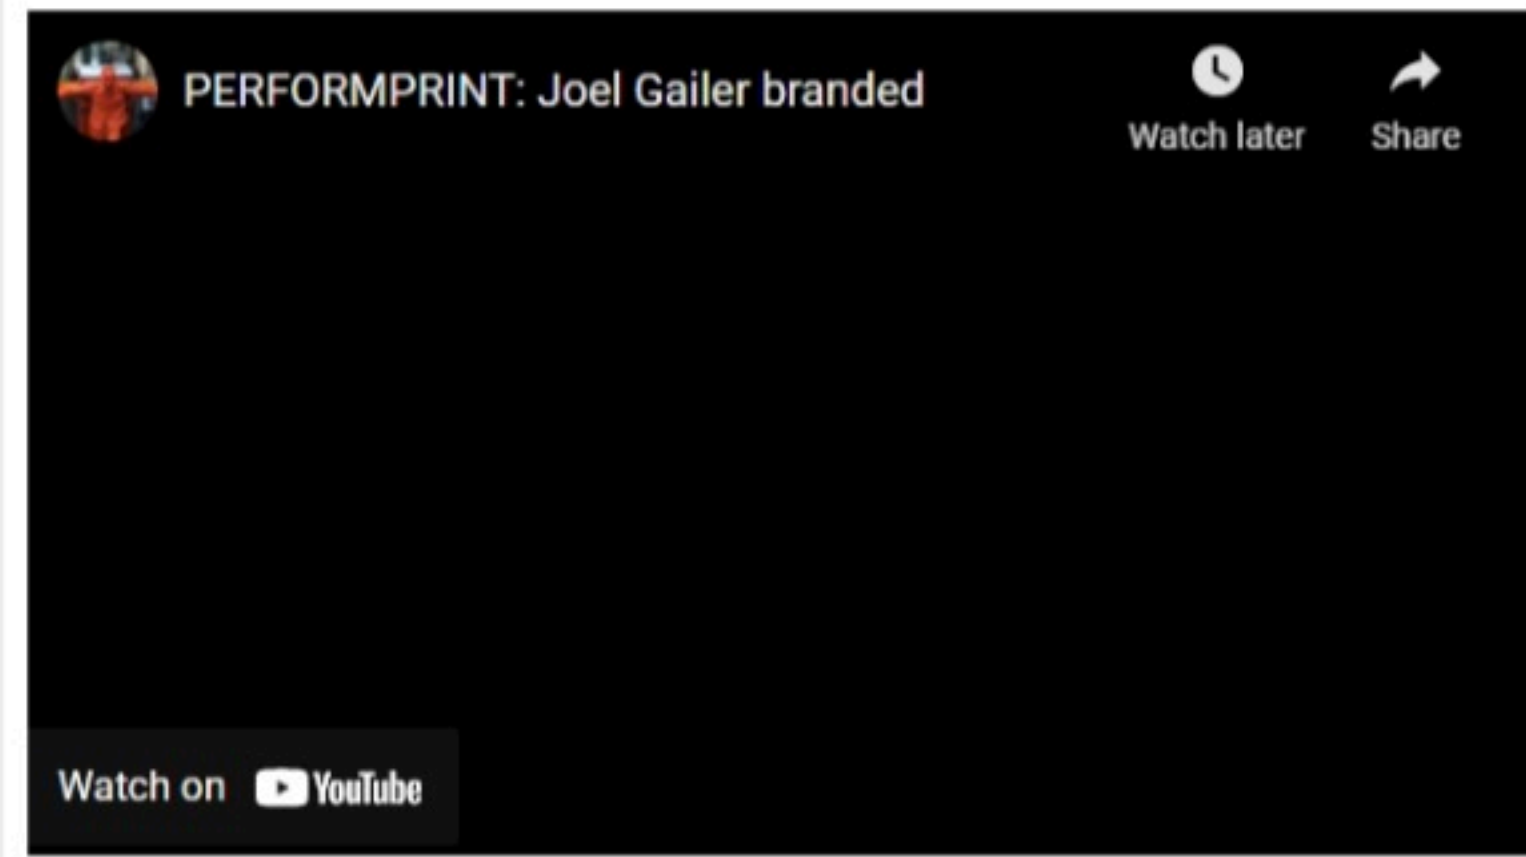 PERFORMPRINT: Joel Gailer branded
Watch later
Share
Watch on YouTube